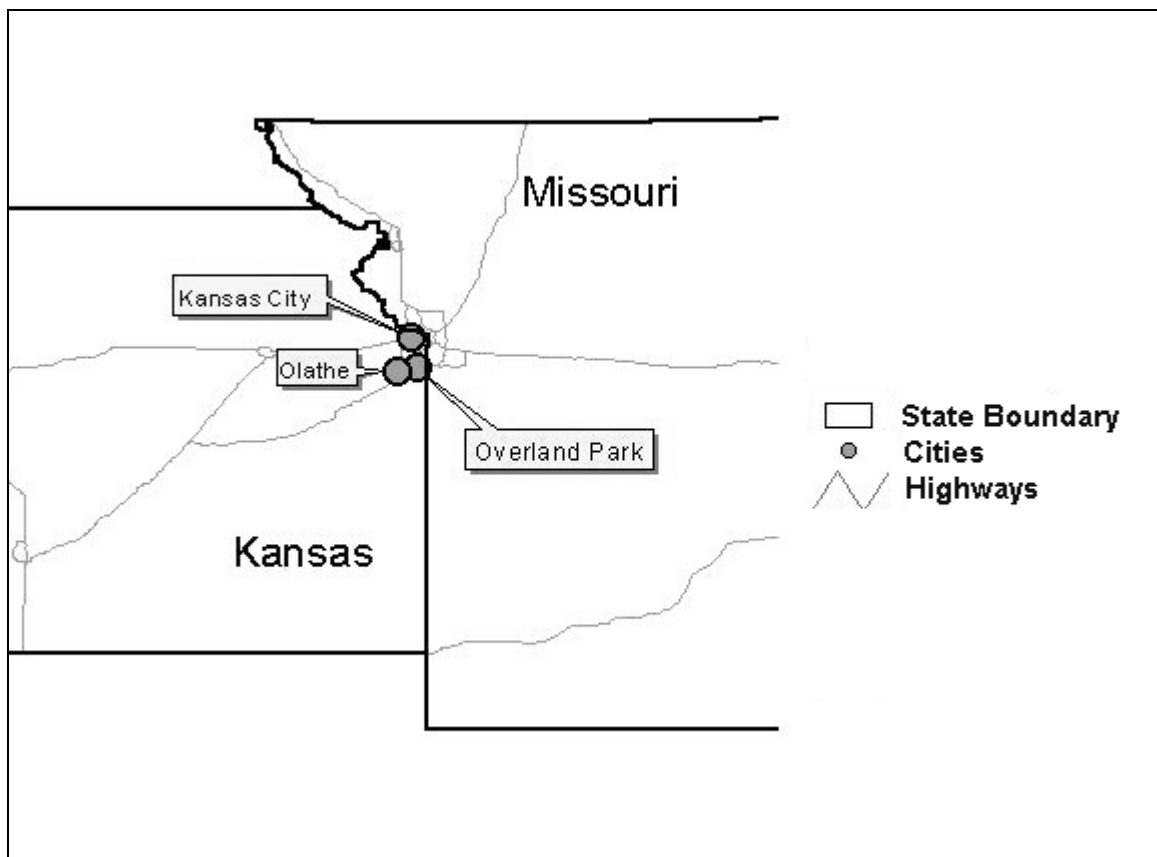 Missouri
Kansas City
Olathe
Overland Park
Kansas
State Boundary
Cities
Highways